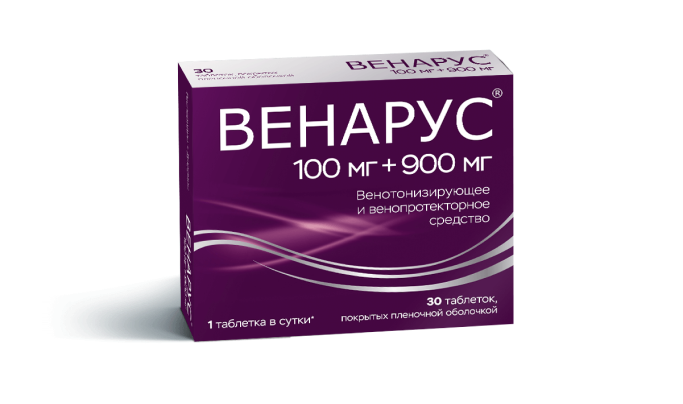 30
ВЕНАРУС®
100 мг + 900 мг
ВЕНАРУС®
100 мг + 900 мг
Венотонизирующее
и венопротекторное
средство
30 таблеток,
покрытых пленочной оболочкой
1 таблетка в сутки*
ВЕНАРУС